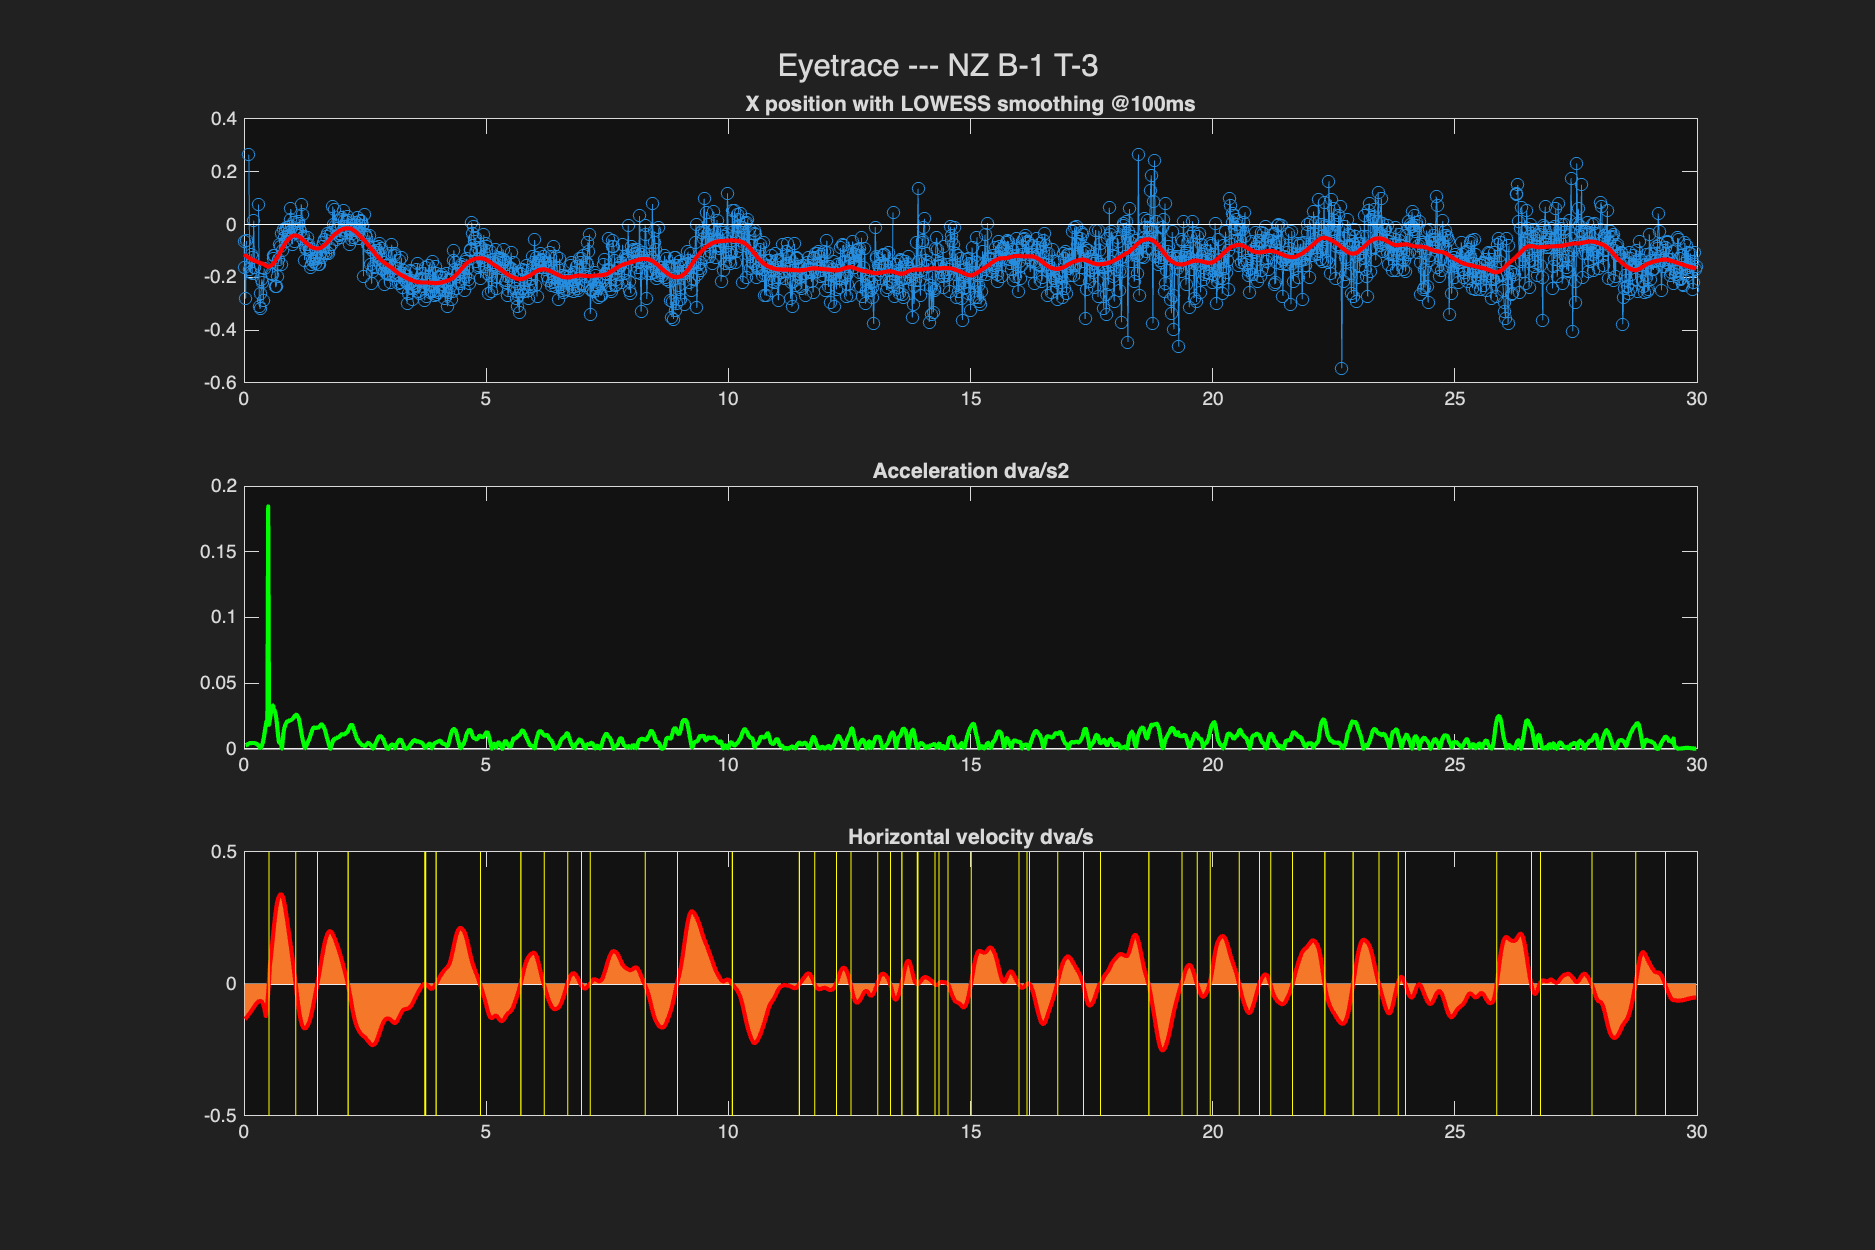 Eyetrace --- NZ B-1 T-3
X position with LOWESS smoothing @100ms
0.4
0.2
0
-0.2
-0.4
-0.6
0 5 10 15 20 25 30
Acceleration dva/s2
0.2
0.15
0.1
0.05
0
0 5 10 15 20 25 30
Horizontal velocity dva/s
0.5
0
-0.5
0 5 10 15 20 25 30